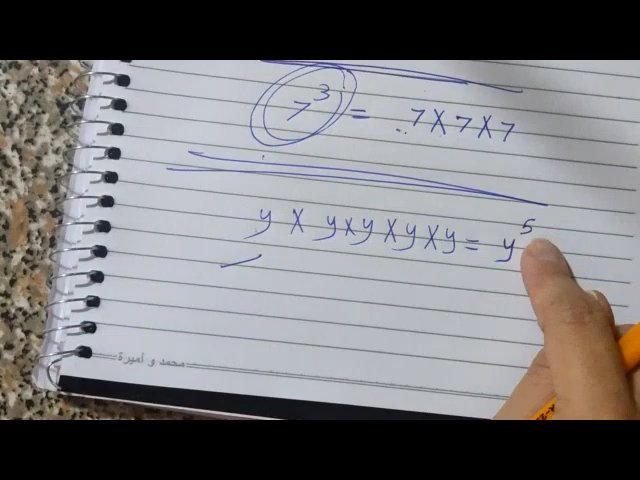 7³ = 7X7X7
y X yxyXyXy = y⁵
محمد و أميرة